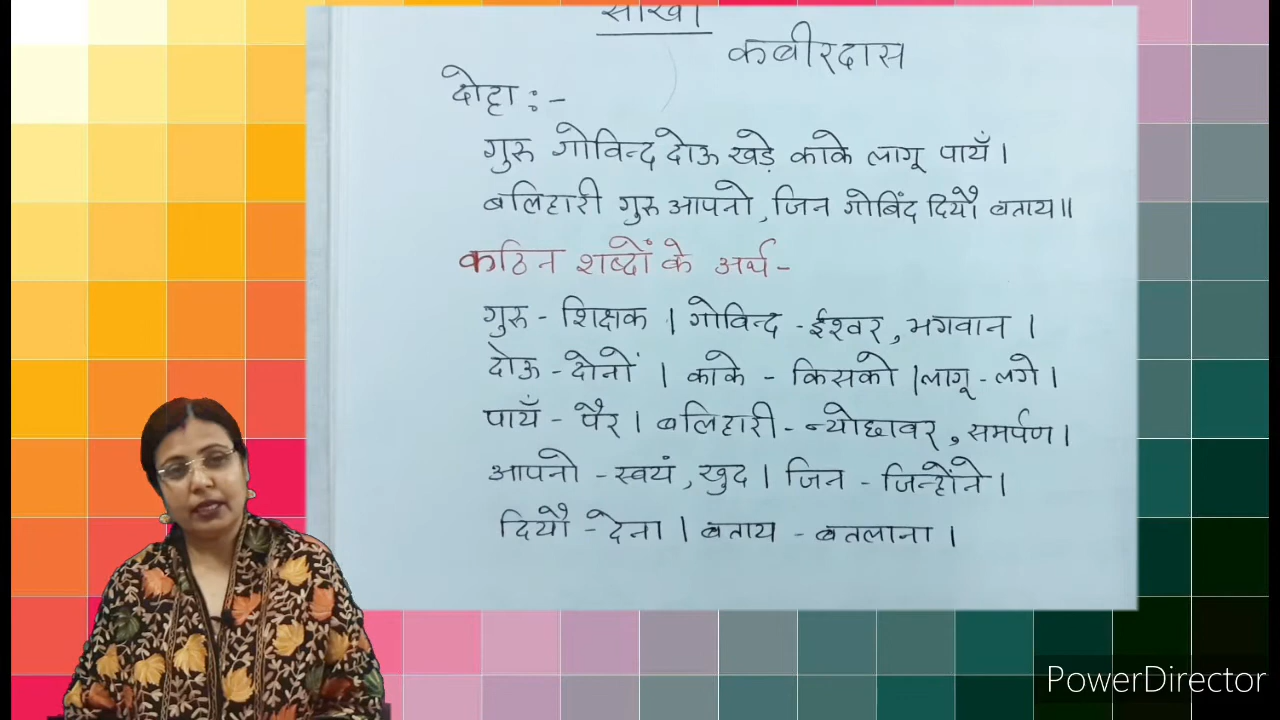 साखी
कबीरदास
दोहा :-
गुरु गोविन्द दोऊ खड़े काके लागू पायँ।
बलिहारी गुरु आपनो, जिन गोबिंद दियौ बताय॥
कठिन शब्दों के अर्थ -
गुरु - शिक्षक । गोविन्द - ईश्वर, भगवान ।
दोऊ - दोनों । काके - किसको । लागू - लगे।
पायँ - पैर । बलिहारी - न्योछावर, समर्पण।
आपनो - स्वयं, खुद । जिन - जिन्होंने।
दियौ - देना । बताय - बतलाना ।
PowerDirector